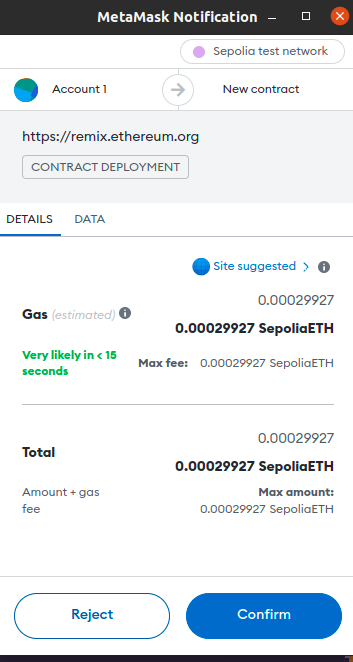 MetaMask Notification
Sepolia test network
Account 1
New contract
https://remix.ethereum.org
CONTRACT DEPLOYMENT
DETAILS DATA
Site suggested
0.00029927
Gas (estimated)
0.00029927 SepoliaETH
Very likely in < 15
seconds
Max fee: 0.00029927 SepoliaETH
0.00029927
Total
0.00029927 SepoliaETH
Amount + gas
fee
Max amount:
0.00029927 SepoliaETH
Reject
Confirm